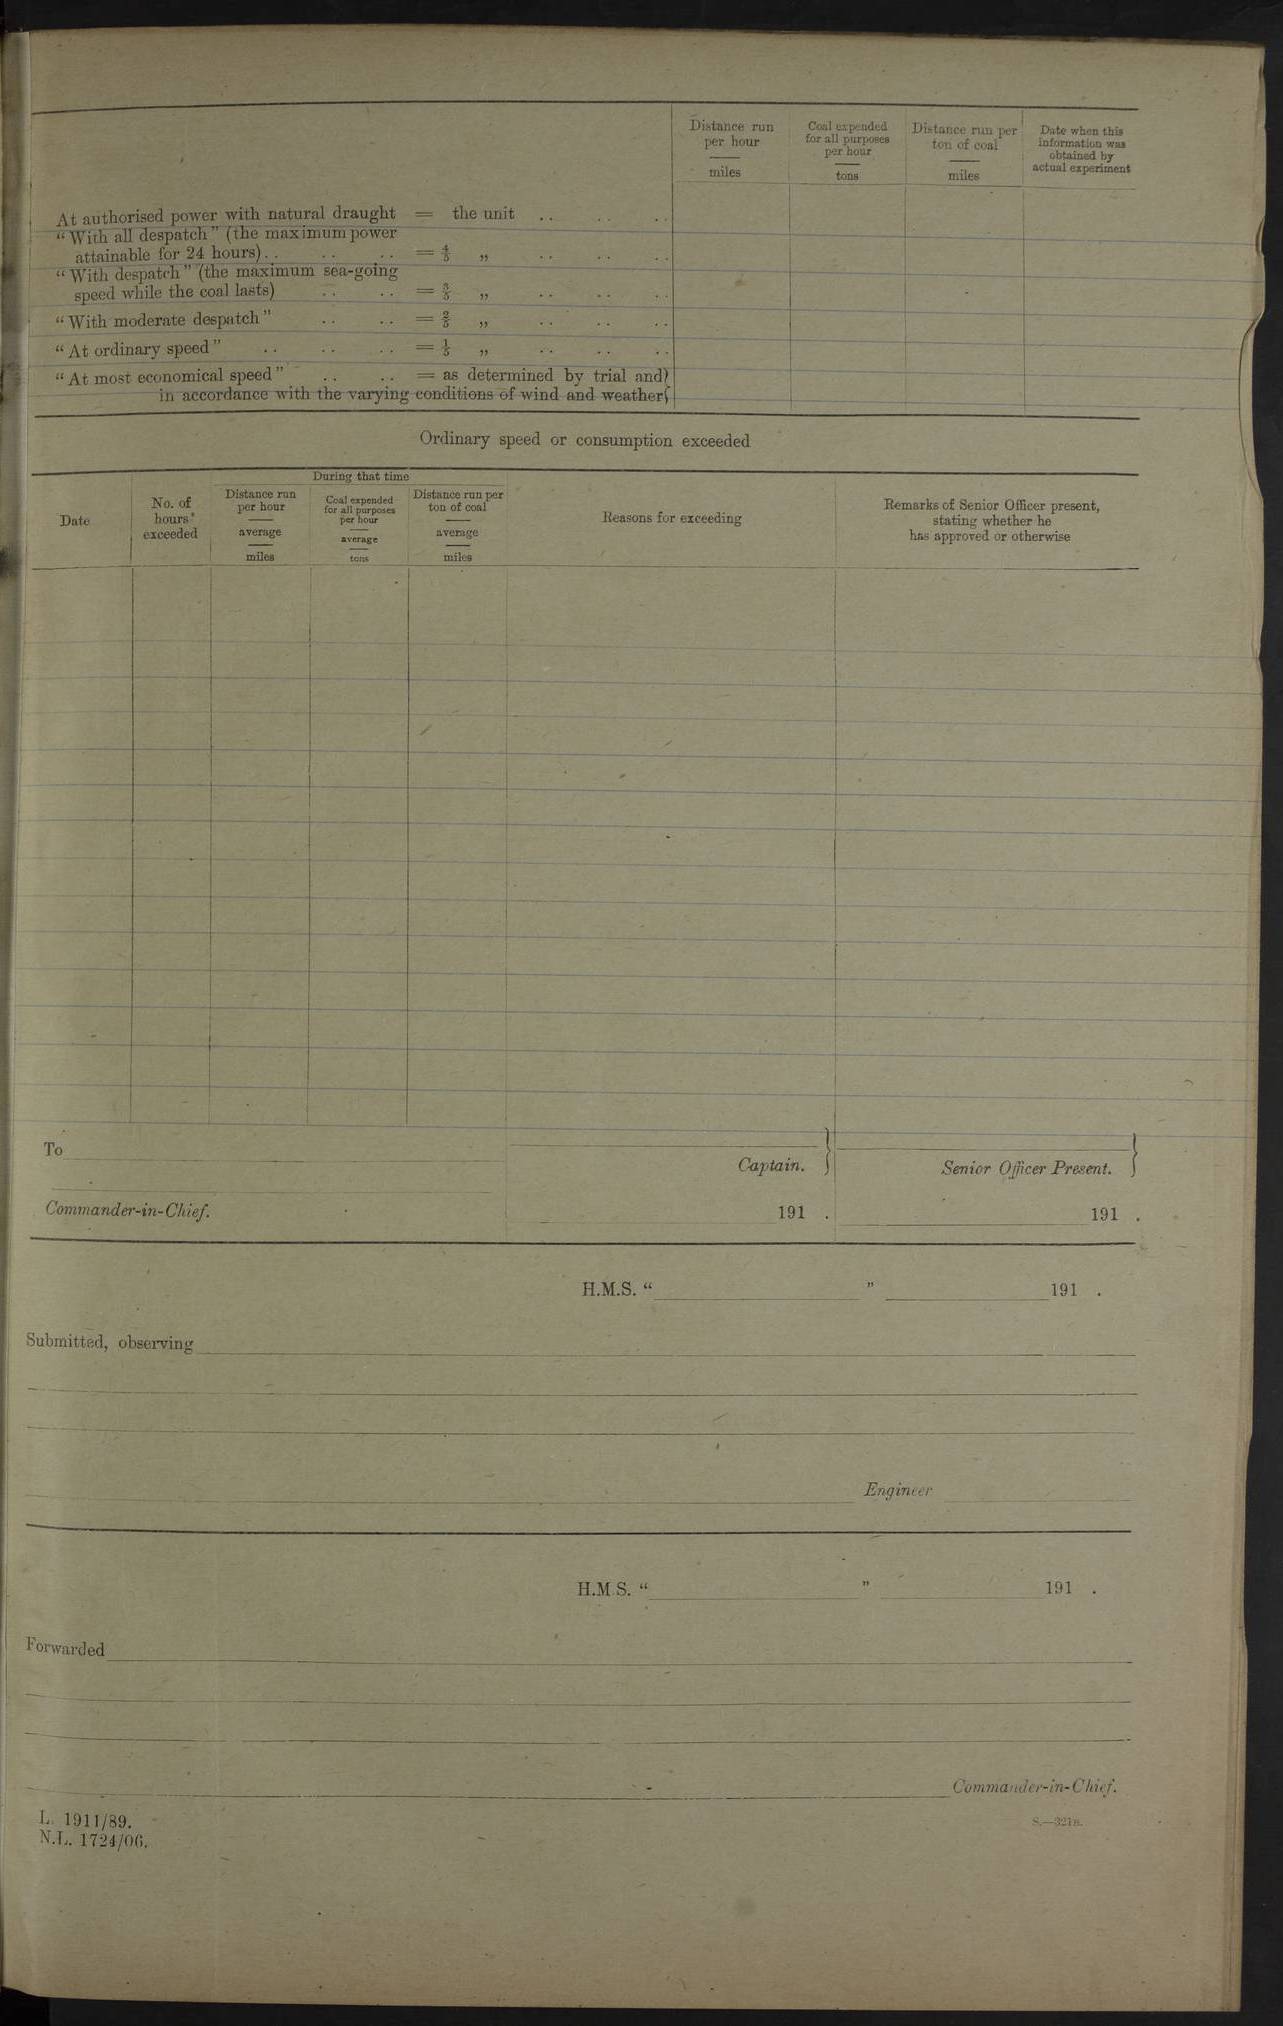 Distance run per hour miles
Coal expended for all purposes per hour tons
Distance run per ton of coal miles
Date when this information was obtained by actual experiment
At authorised power with natural draught = the unit .. .. ..
“With all despatch” (the maximum power
attainable for 24 hours).. .. .. = 4/5 „ .. .. ..
“With despatch” (the maximum sea-going
speed while the coal lasts) .. .. = 3/5 „ .. .. ..
“With moderate despatch” .. .. = 2/5 „ .. .. ..
“At ordinary speed” .. .. .. = 1/5 „ .. .. ..
“At most economical speed”. .. .. = as determined by trial and}
in accordance with the varying conditions of wind and weather}
Ordinary speed or consumption exceeded
Date
No. of hours' exceeded
During that time
Distance run per hour average miles
Coal expended for all purposes per hour average tons
Distance run per ton of coal average miles
Reasons for exceeding
Remarks of Senior Officer present, stating whether he has approved or otherwise
To
Captain. }
Senior Officer Present. }
Commander-in-Chief.
191 .
191 .
H.M.S. “ ” 191 .
Submitted, observing
Engineer
H.M.S. “ ” 191 .
Forwarded
Commander-in-Chief.
L. 1911/89.
N.L. 1724/06.
S.—321B.